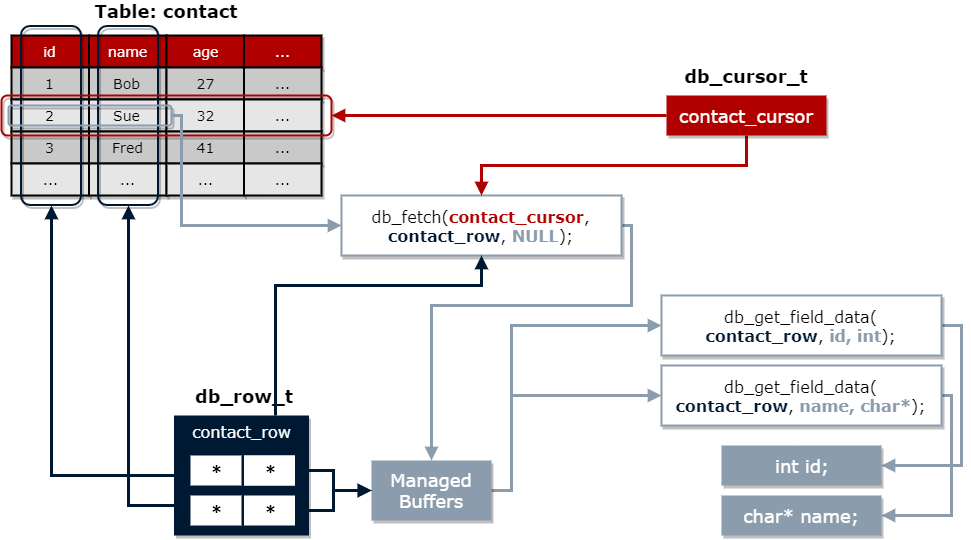 Table: contact
id name age ...
1 Bob 27 ...
2 Sue 32 ...
3 Fred 41 ...
... ... ... ...
db_cursor_t
contact_cursor
db_fetch(contact_cursor,
contact_row, NULL);
db_get_field_data(
contact_row, id, int);
db_get_field_data(
contact_row, name, char*);
db_row_t
contact_row
* *
* *
Managed
Buffers
int id;
char* name;